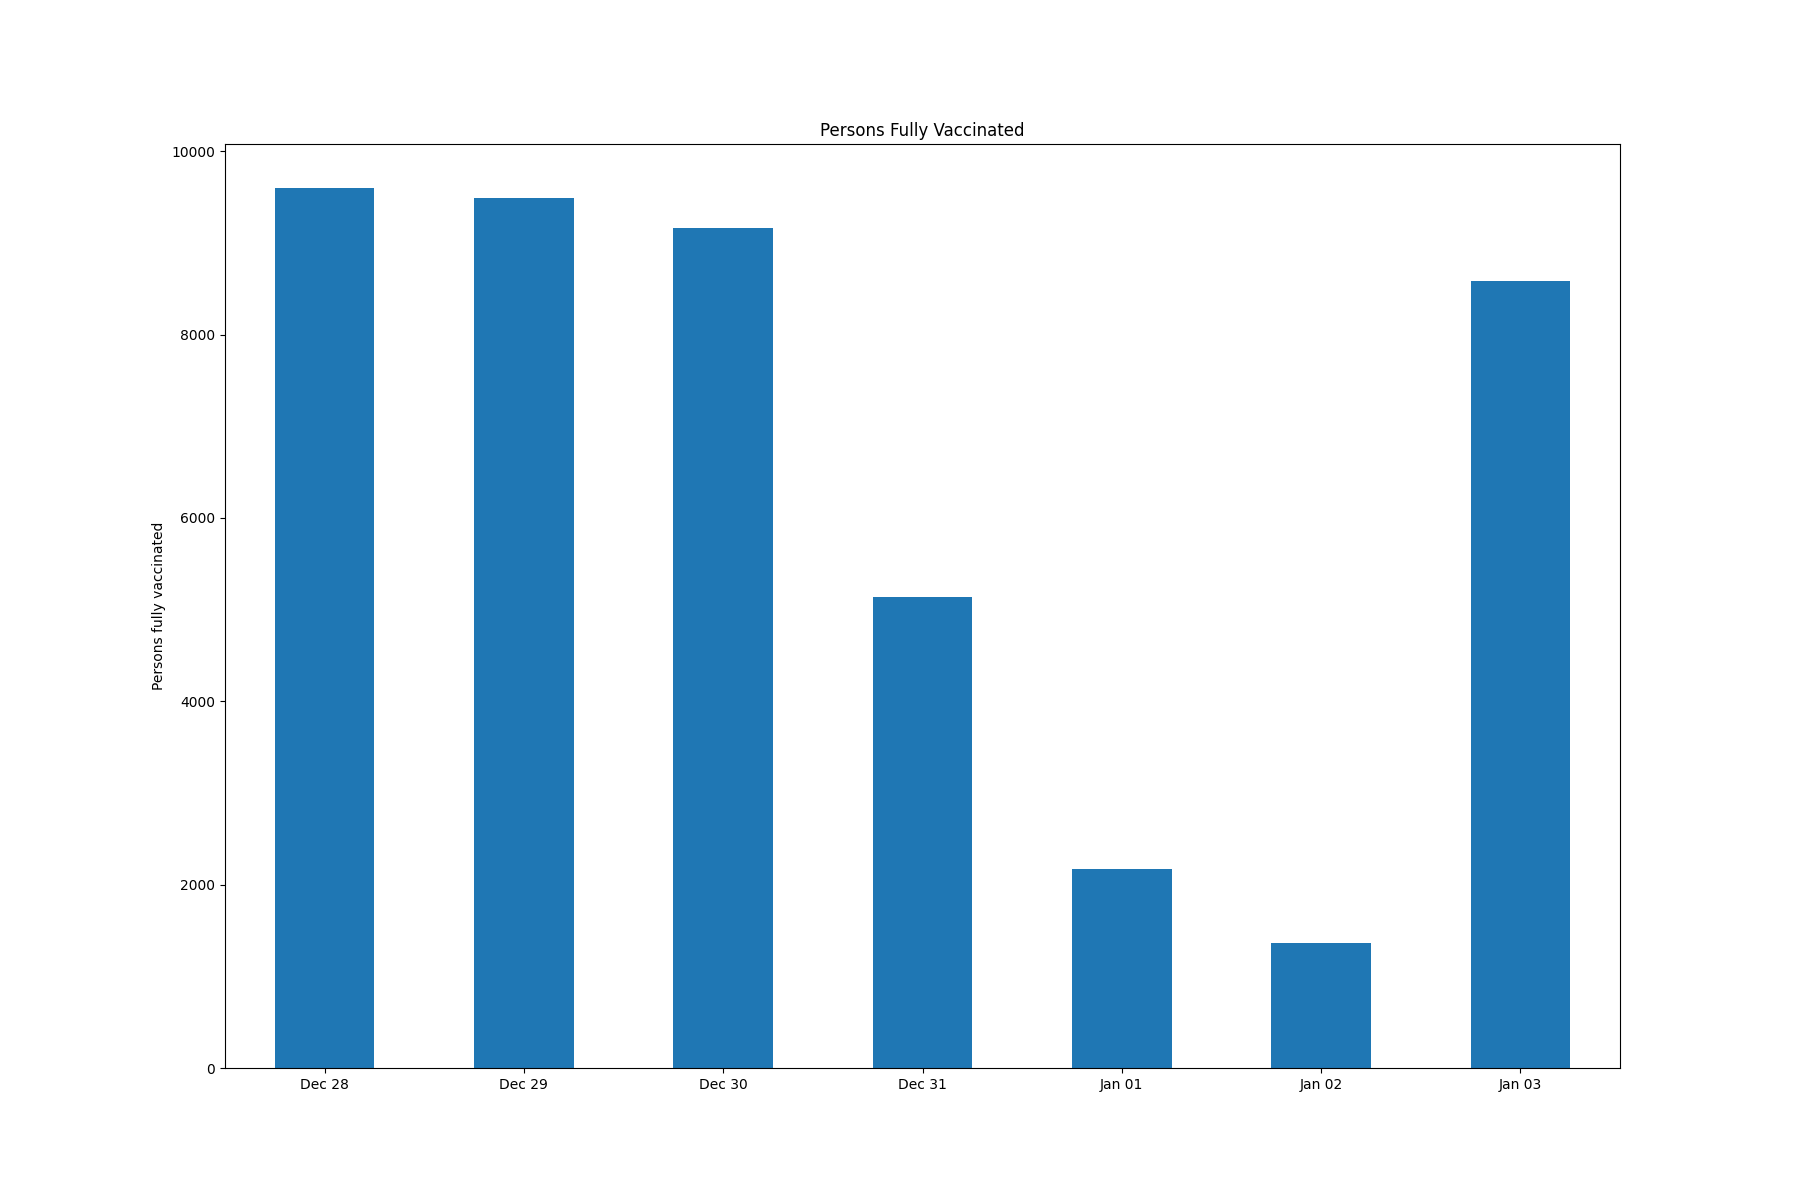 Persons Fully Vaccinated
10000
8000
6000
4000
2000
0
Persons fully vaccinated
Dec 28 Dec 29 Dec 30 Dec 31 Jan 01 Jan 02 Jan 03